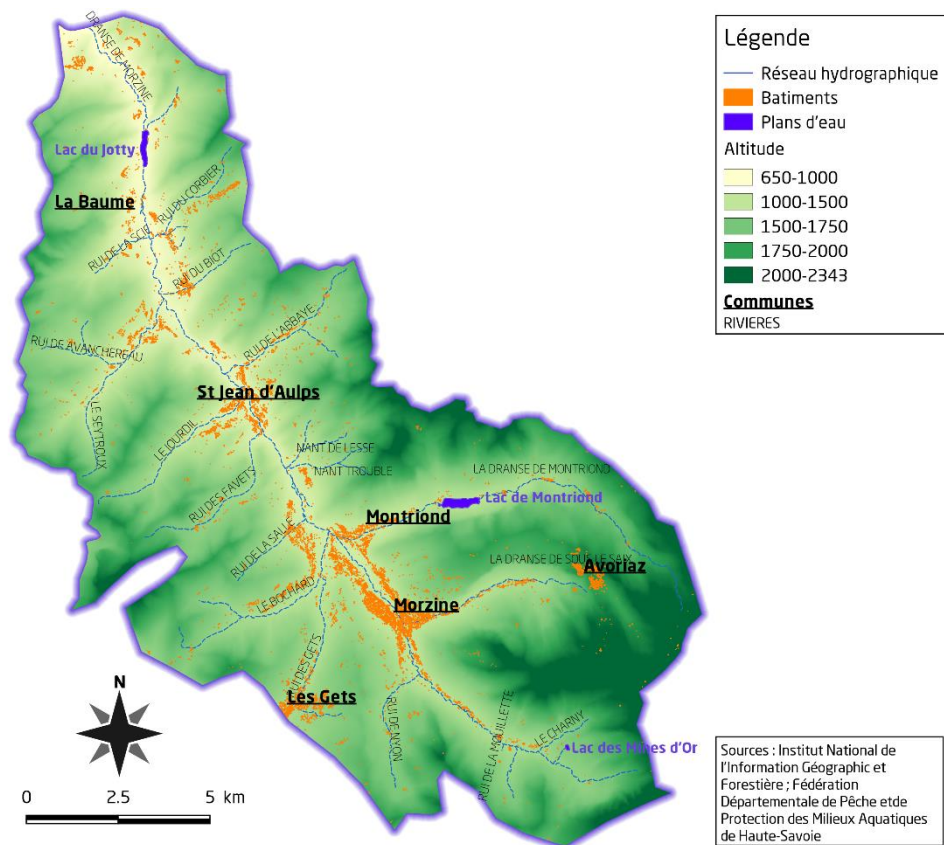 DRANSE DE MORZINE
Lac du Jotty
La Baume
RUI DU CORBIER
RUI DE LA SCIE
RUI DU BIOT
RUI DE L'ABBAYE
RUI DE AVANCHEREAU
St Jean d'Aulps
LE SEYTROUX
LE JOURDIL
NANT DE LESSE
NANT TROUBLE
RUI DES FAVETS
LA DRANSE DE MONTRIOND
Lac de Montriond
Montriond
RUI DE LA SALLE
LA DRANSE DE SOUS LE SAIX
Avoriaz
LE BOCHARD
Morzine
RUI DES GETS
Les Gets
RUI DE NYON
RUI DE LA MOUILLETTE
LE CHARNY
Lac des Mines d'Or
N
0 2.5 5 km
Légende
Réseau hydrographique
Batiments
Plans d'eau
Altitude
650-1000
1000-1500
1500-1750
1750-2000
2000-2343
Communes
RIVIERES
Sources : Institut National de
l'Information Géographic et
Forestière ; Fédération
Départementale de Pêche etde
Protection des Milieux Aquatiques
de Haute-Savoie